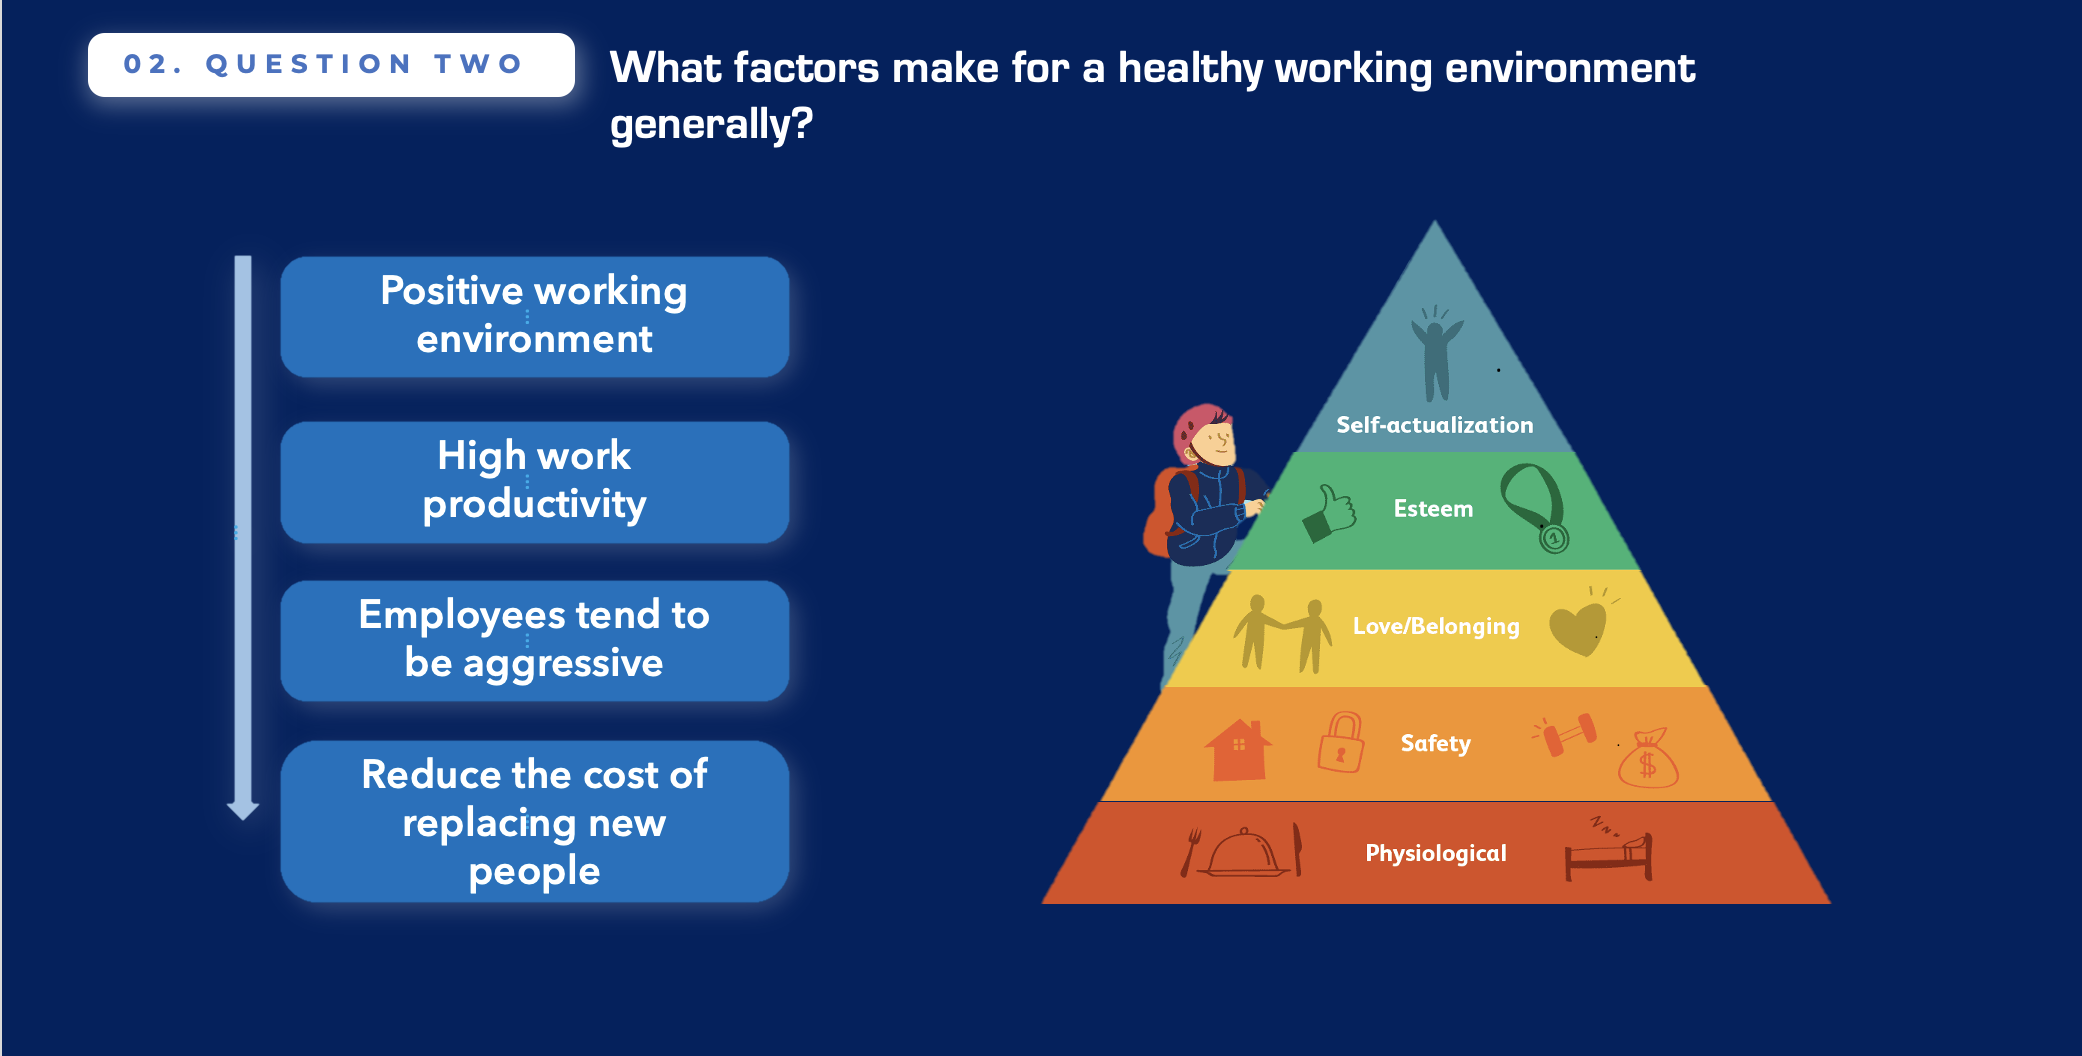 02. QUESTION TWO
What factors make for a healthy working environment
generally?
Positive working
environment
High work
productivity
Employees tend to
be aggressive
Reduce the cost of
replacing new
people
Self-actualization
Esteem
1
Love/Belonging
Safety
$
Physiological